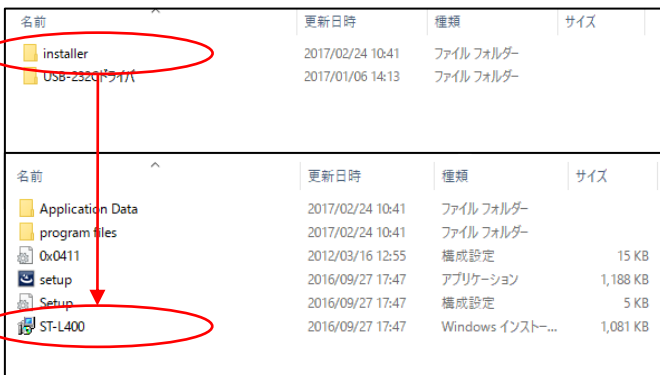 名前 更新日時 種類 サイズ
installer 2017/02/24 10:41 ファイル フォルダー
USB-232Cドライバ 2017/01/06 14:13 ファイル フォルダー
名前 更新日時 種類 サイズ
Application Data 2017/02/24 10:41 ファイル フォルダー
program files 2017/02/24 10:41 ファイル フォルダー
0x0411 2012/03/16 12:55 構成設定 15 KB
setup 2016/09/27 17:47 アプリケーション 1,188 KB
Setup 2016/09/27 17:47 構成設定 5 KB
ST-L400 2016/09/27 17:47 Windows インストー... 1,081 KB